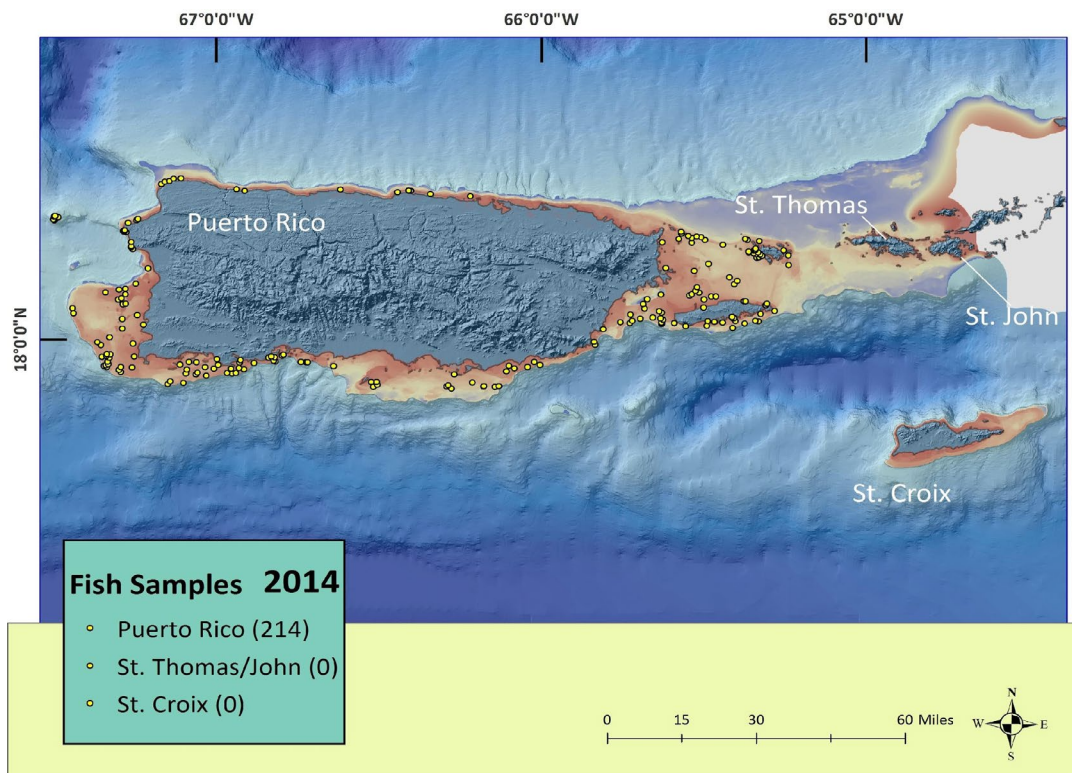 67°0'0"W 66°0'0"W 65°0'0"W
St. Thomas
Puerto Rico
St. John
18°0'0"N
St. Croix
Fish Samples 2014
Puerto Rico (214)
St. Thomas/John (0)
St. Croix (0)
N
W E
S
0 15 30 60 Miles